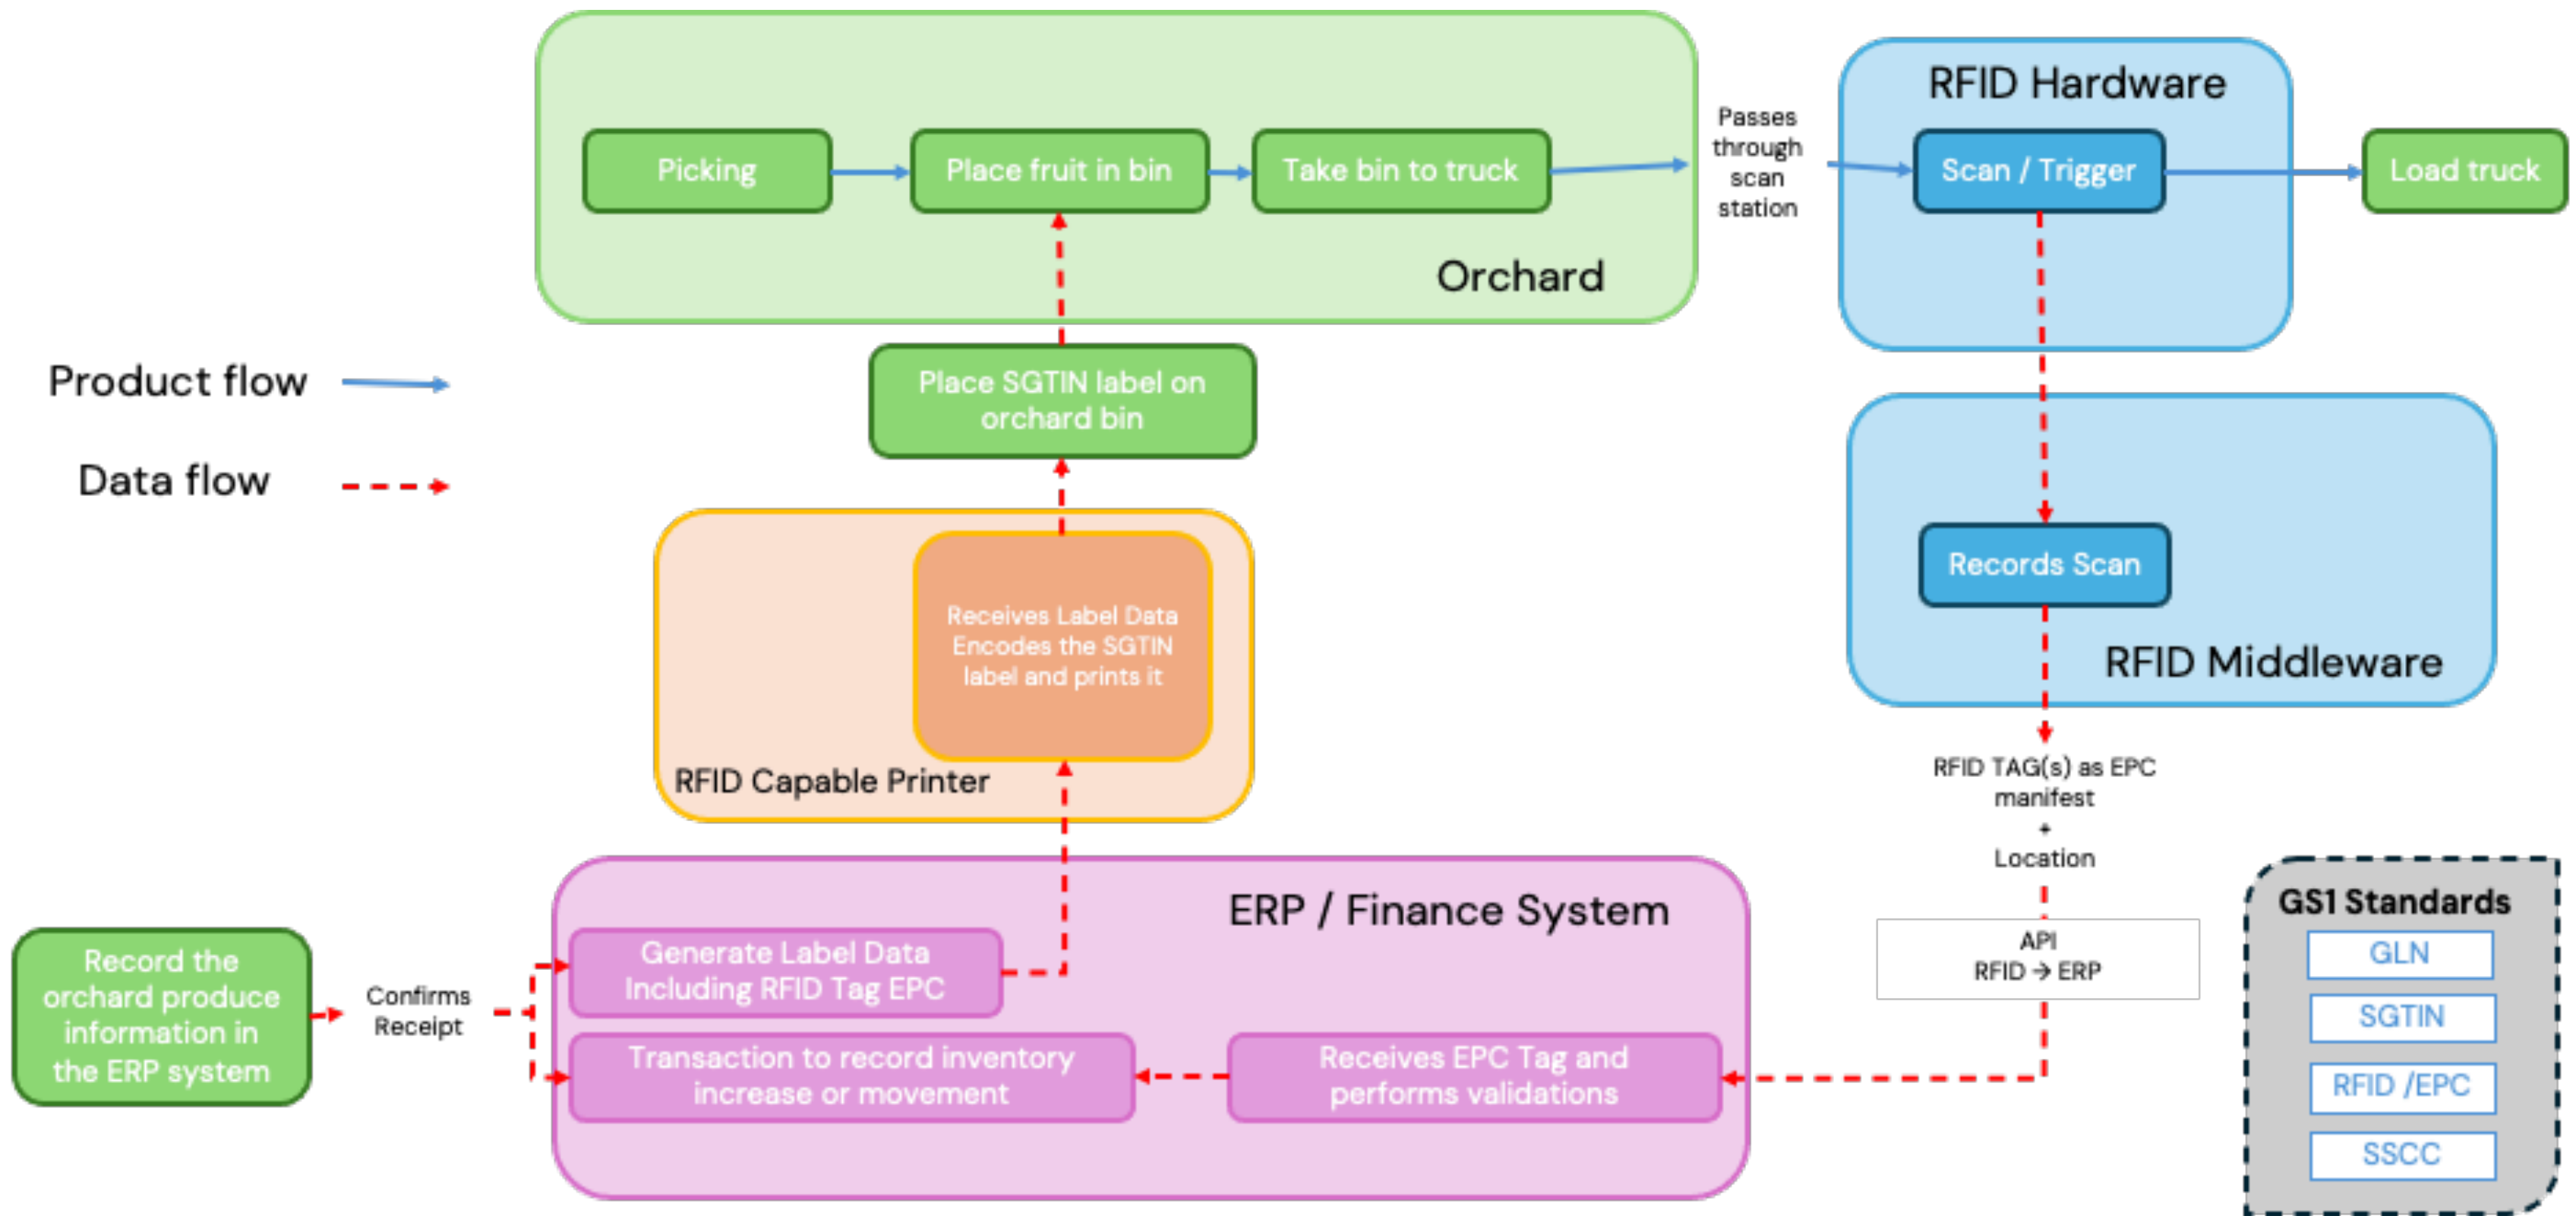 RFID Hardware
Passes
through
scan
station
Picking
Place fruit in bin
Take bin to truck
Scan / Trigger
Load truck
Orchard
Product flow
Data flow
Place SGTIN label on
orchard bin
Records Scan
RFID Middleware
Receives Label Data
Encodes the SGTIN
label and prints it
RFID Capable Printer
RFID TAG(s) as EPC
manifest
+
Location
API
RFID → ERP
ERP / Finance System
Record the
orchard produce
information in
the ERP system
Confirms
Receipt
Generate Label Data
Including RFID Tag EPC
Transaction to record inventory
increase or movement
Receives EPC Tag and
performs validations
GS1 Standards
GLN
SGTIN
RFID /EPC
SSCC